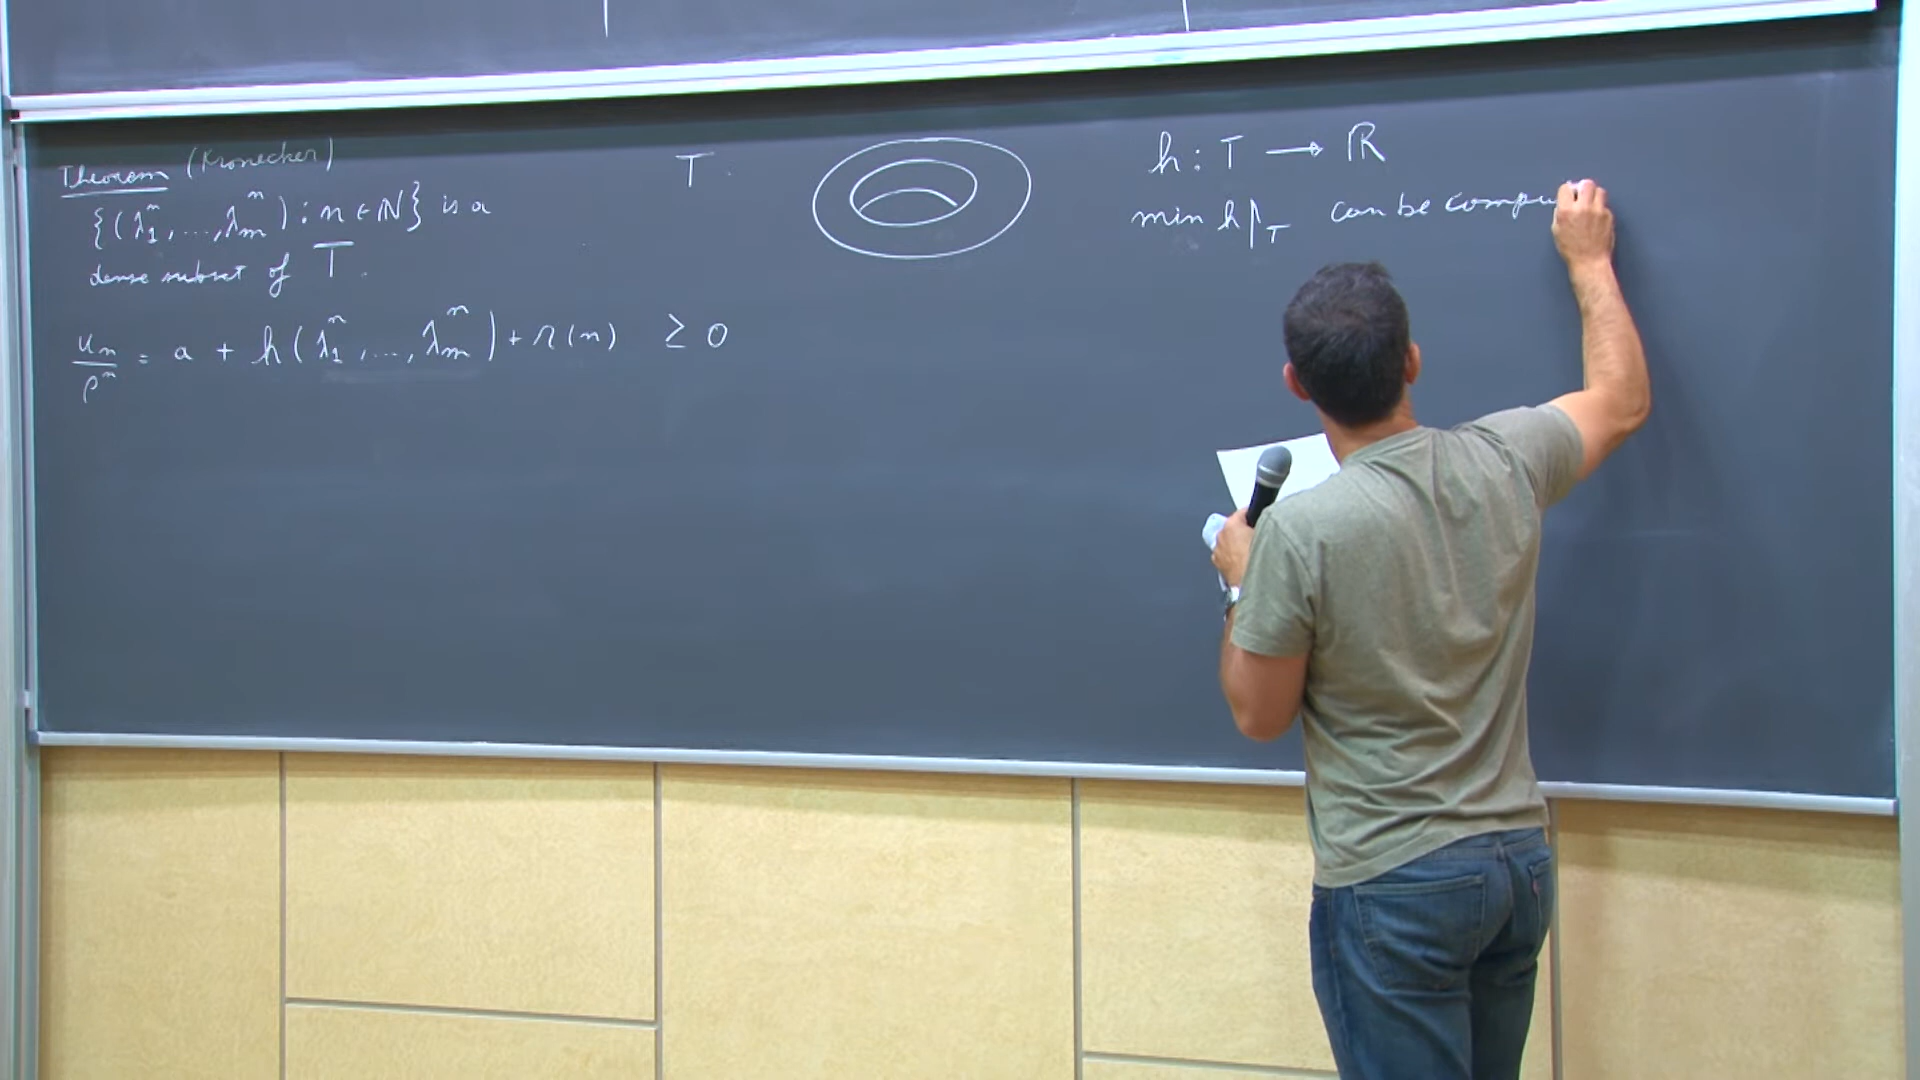 Theorem (Kronecker)
{(λ₁ⁿ, ..., λₘⁿ) : n ∈ ℕ} is a
dense subset of T.
uₙ/ρⁿ = a + h(λ₁ⁿ, ..., λₘⁿ) + r(n) ≥ 0
T.
h : T → ℝ
min h|_T can be compu